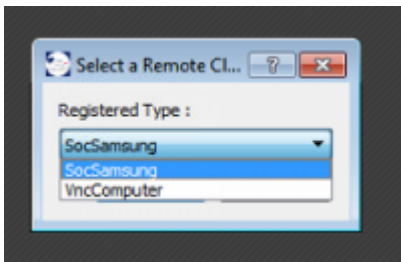 Select a Remote Cl...
Registered Type :
SocSamsung
SocSamsung
VncComputer